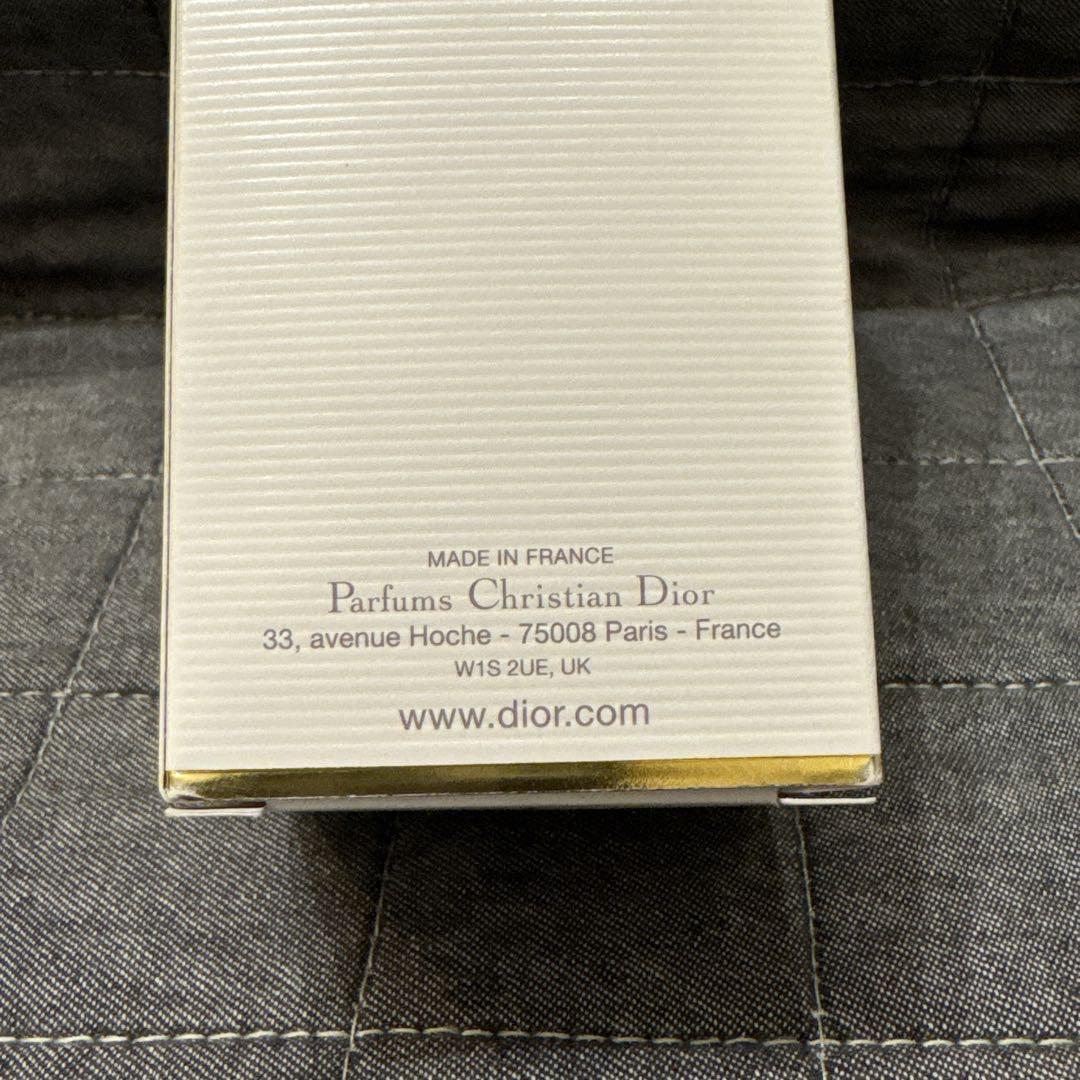 MADE IN FRANCE
Parfums Christian Dior
33, avenue Hoche - 75008 Paris - France
W1S 2UE, UK
www.dior.com